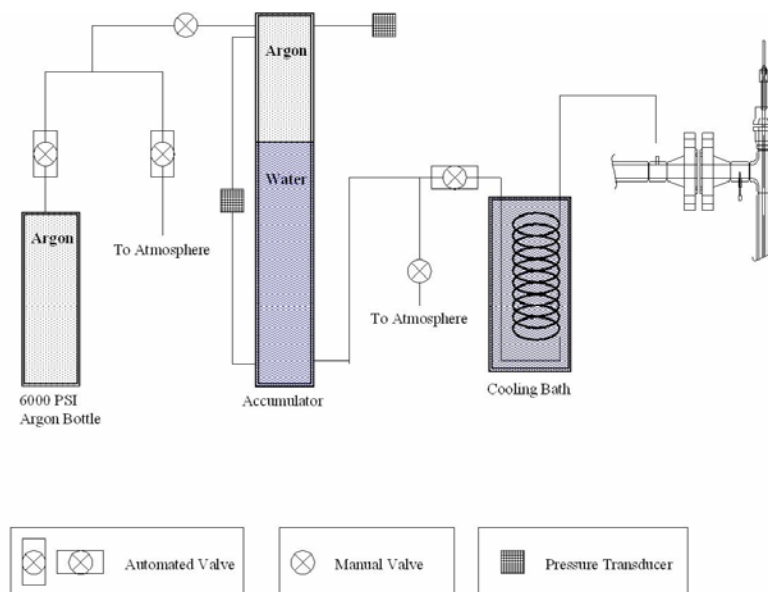 Argon
Water
Argon
To Atmosphere
To Atmosphere
6000 PSI
Argon Bottle
Accumulator
Cooling Bath
Automated Valve
Manual Valve
Pressure Transducer